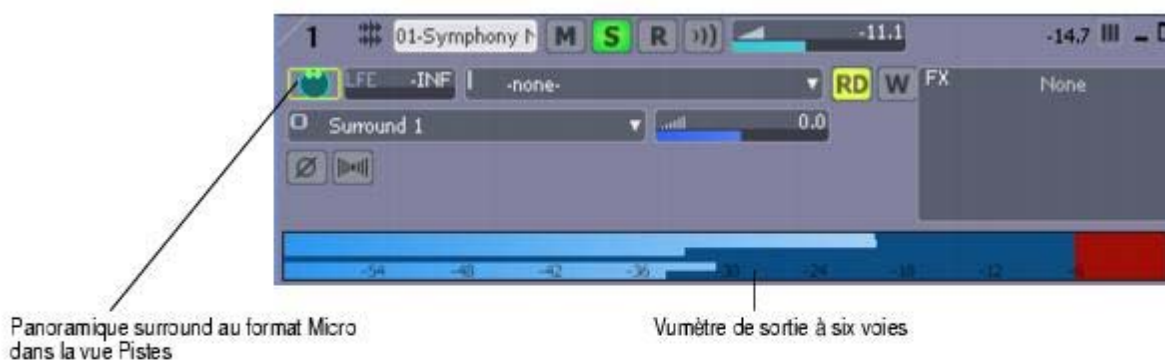 1 01-Symphony M S R -11.1 -14.7
LFE -INF -none- RD W FX None
Surround 1 0.0
-54 -48 -42 -36 -30 -24 -18 -12
Panoramique surround au format Micro
dans la vue Pistes
Vumètre de sortie à six voies